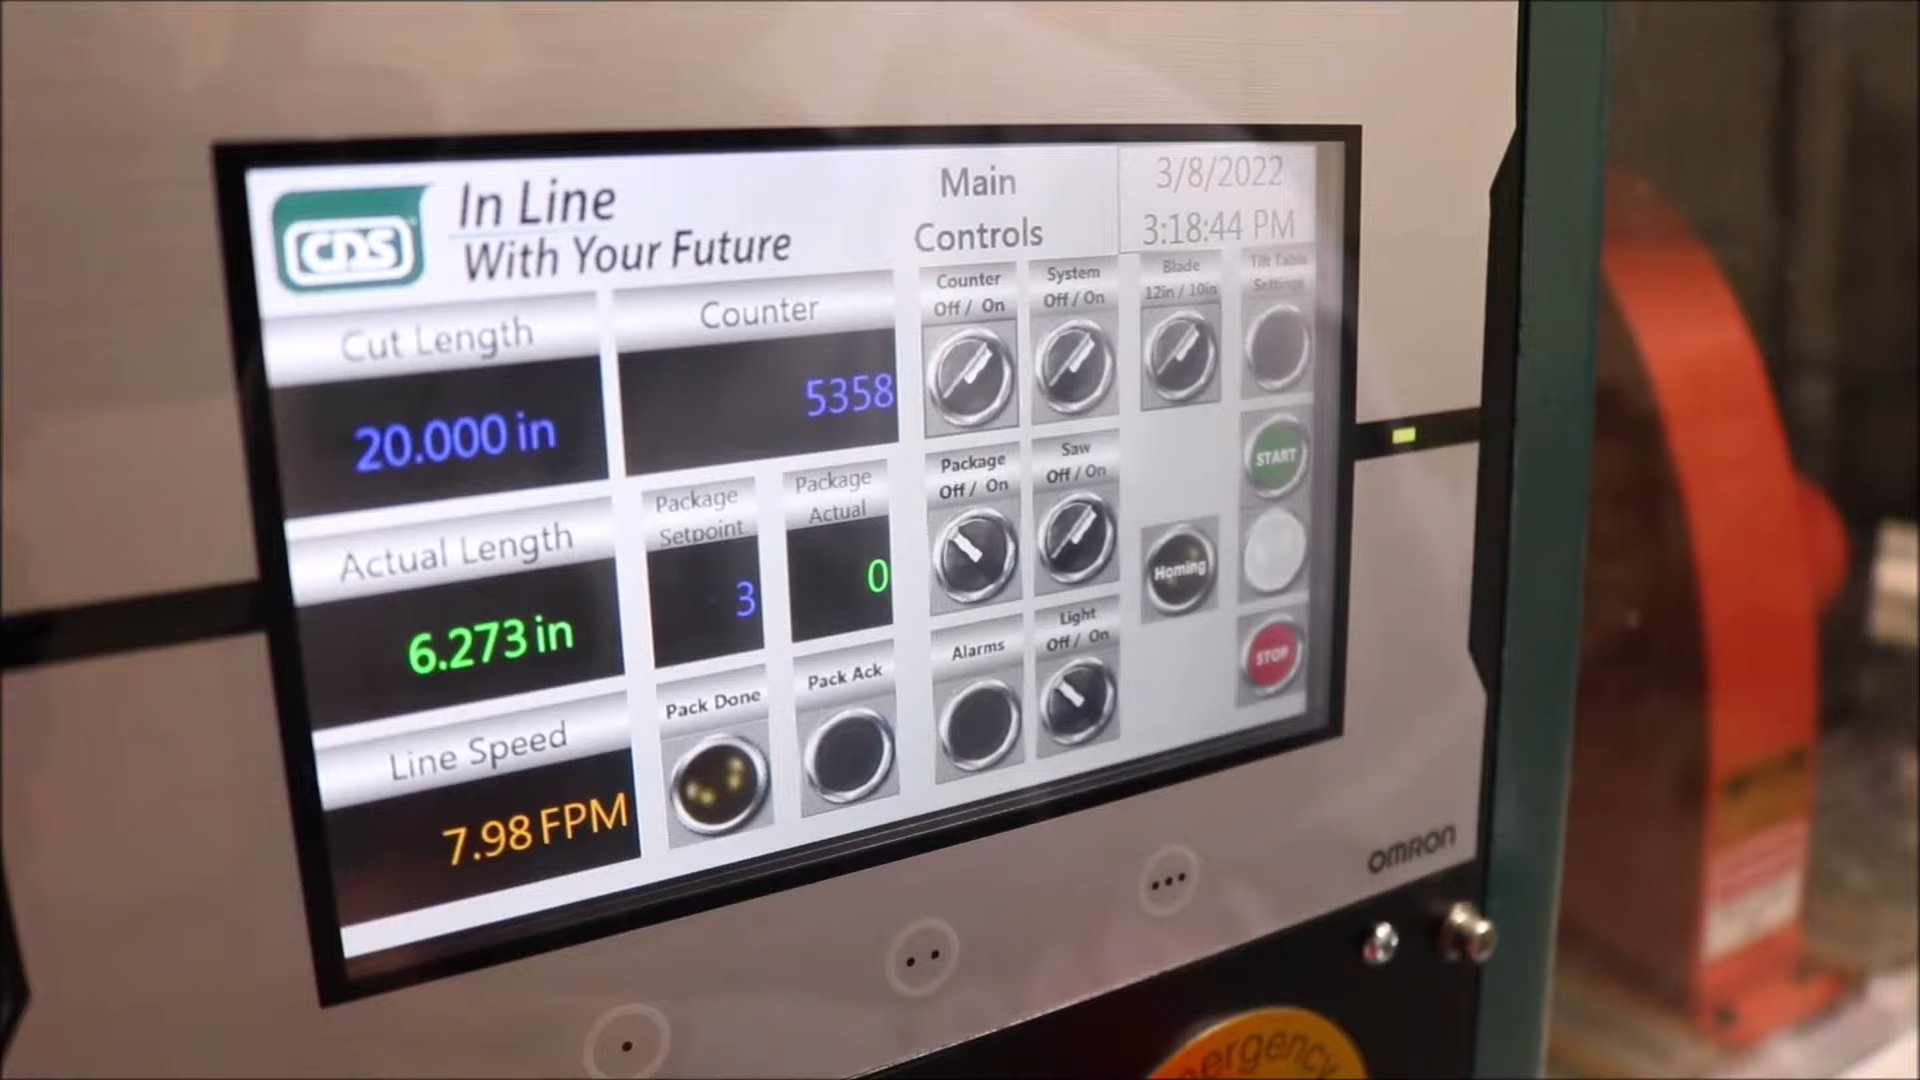 CDS
In Line
With Your Future
Main
Controls
3/8/2022
3:18:44 PM
Cut Length
20.000 in
Counter
5358
Counter
Off / On
System
Off / On
Blade
12in / 10in
Tilt Table
Settings
Actual Length
6.273 in
Package
Setpoint
3
Package
Actual
0
Package
Off / On
Saw
Off / On
START
Homing
Line Speed
7.98 FPM
Pack Done
Pack Ack
Alarms
Light
Off / On
STOP
OMRON